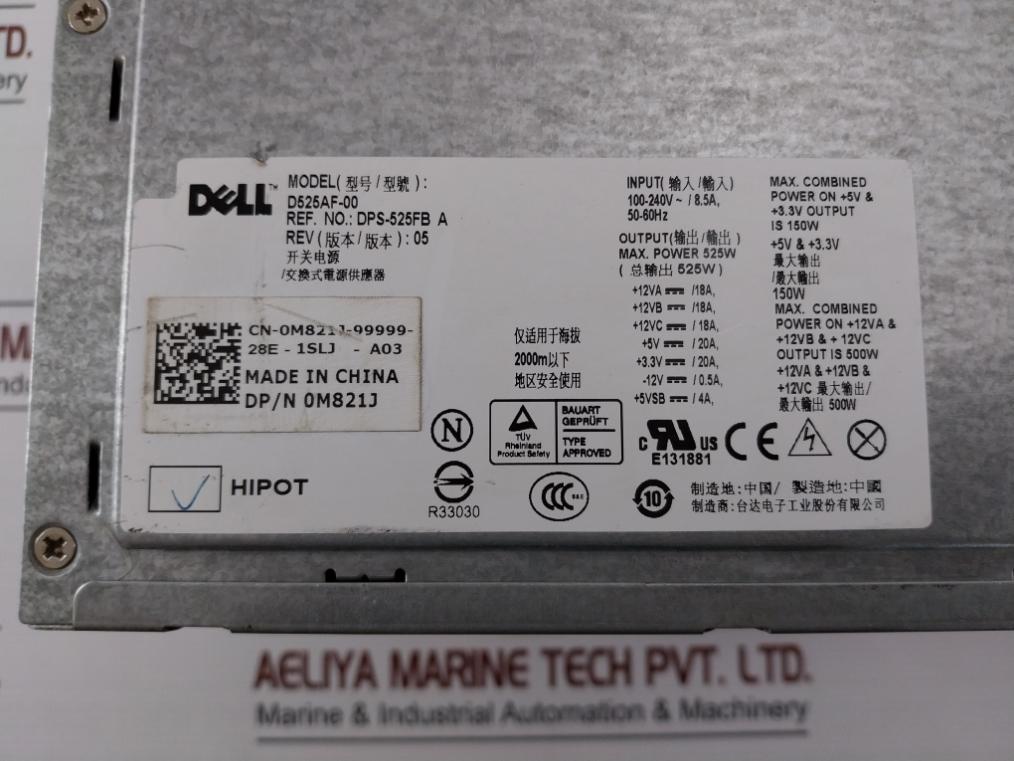 TD.
ery
DELL™
MODEL(型号/型號):
D525AF-00
REF. NO.: DPS-525FB A
REV(版本/版本): 05
开关电源
/交換式電源供應器
CN-0M821J-99999-
28E - 1SLJ - A03
MADE IN CHINA
DP/N 0M821J
HIPOT
INPUT(输入/輸入)
100-240V~ / 8.5A,
50-60Hz
OUTPUT(输出/輸出)
MAX. POWER 525W
(总输出 525W)
+12VA /18A,
+12VB /18A,
+12VC /18A,
+5V / 20A,
+3.3V / 20A,
-12V / 0.5A,
+5VSB / 4A,
仅适用于海拔
2000m以下
地区安全使用
MAX. COMBINED
POWER ON +5V &
+3.3V OUTPUT
IS 150W
+5V & +3.3V
最大输出
/最大輸出
150W
MAX. COMBINED
POWER ON +12VA &
+12VB & + 12VC
OUTPUT IS 500W
+12VA & +12VB &
+12VC 最大输出/
最大輸出 500W
N
TÜV
Rheinland
Product Safety
BAUART
GEPRÜFT
TYPE
APPROVED
c RU US
E131881
CE
R33030
CCC
S&E
10
制造地:中国/ 製造地:中國
制造商:台达电子工业股份有限公司
AELIYA MARINE TECH PVT. LTD.
Marine & Industrial Automation & Machinery